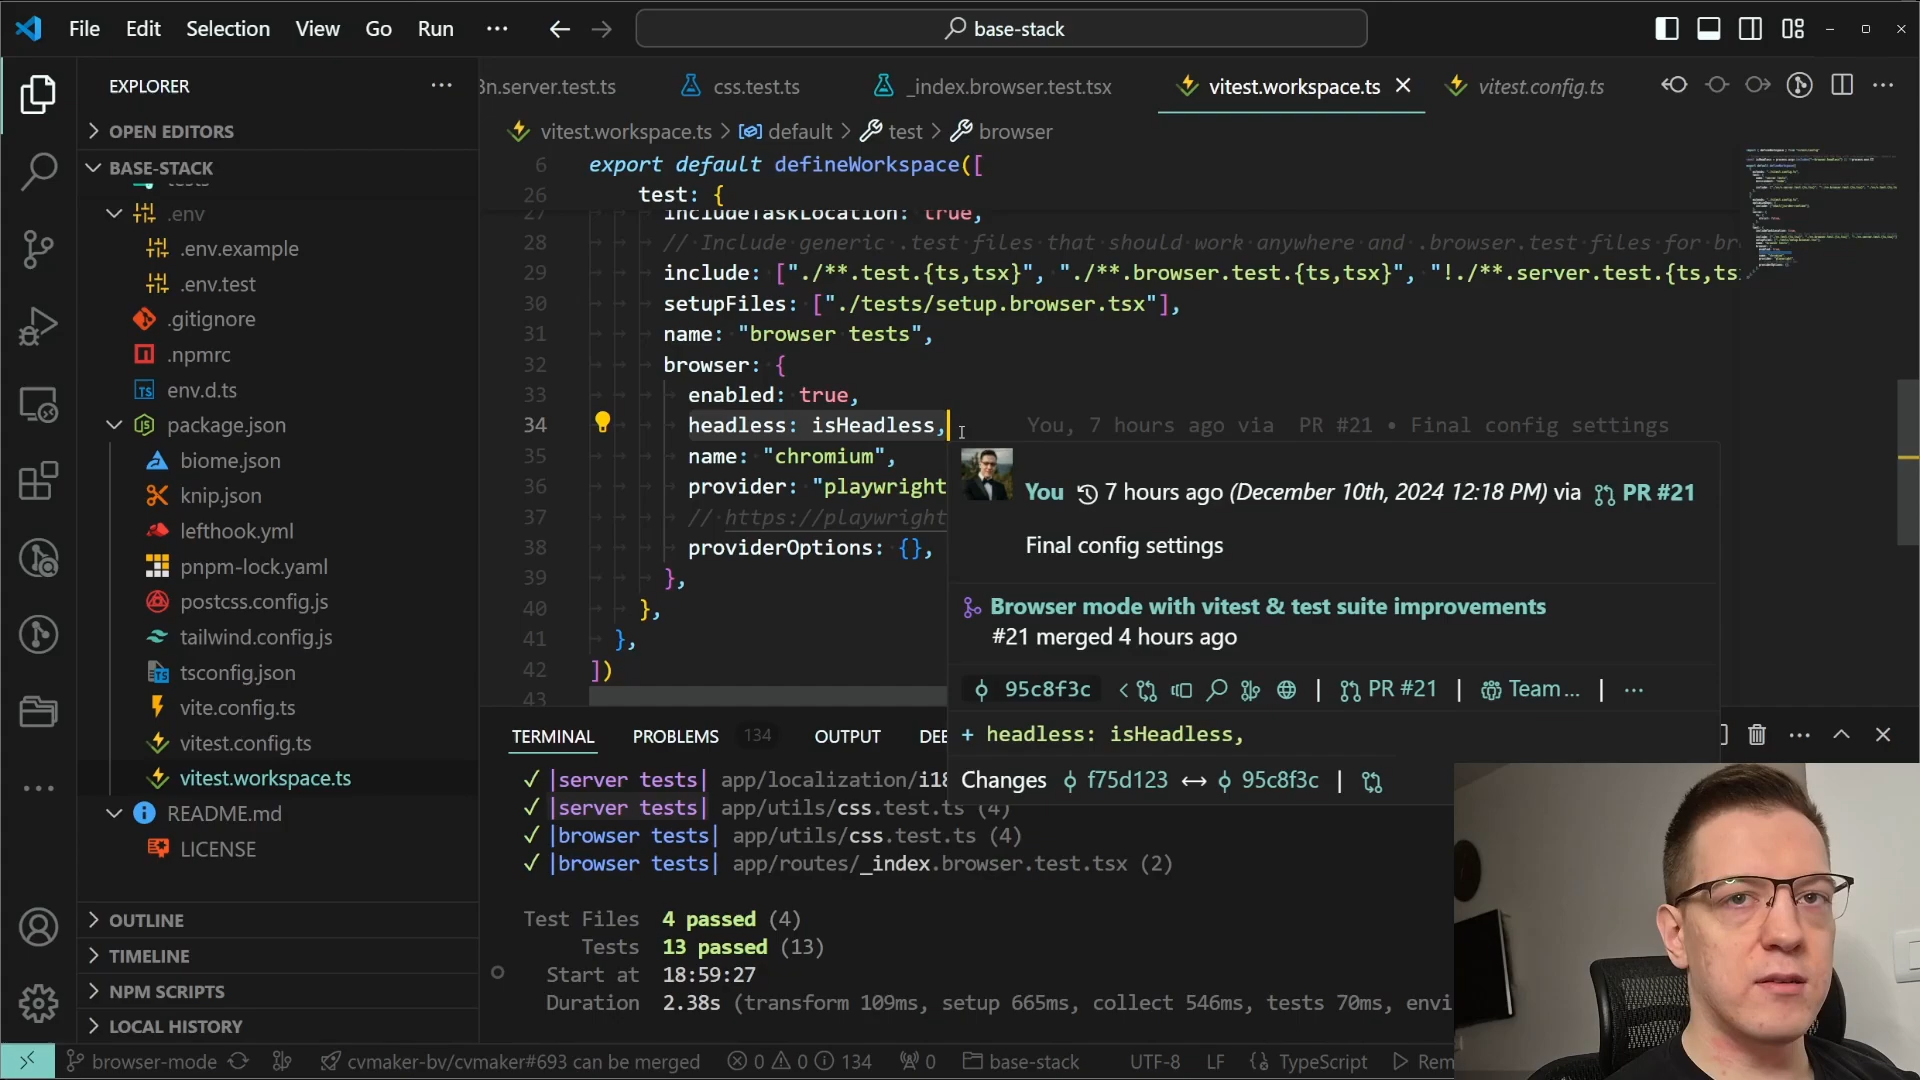 File Edit Selection View Go Run ··· base-stack
EXPLORER ···
OPEN EDITORS
BASE-STACK
.env
.env.example
.env.test
.gitignore
.npmrc
env.d.ts
package.json
biome.json
knip.json
lefthook.yml
pnpm-lock.yaml
postcss.config.js
tailwind.config.js
tsconfig.json
vite.config.ts
vitest.config.ts
vitest.workspace.ts
README.md
LICENSE
OUTLINE
TIMELINE
NPM SCRIPTS
LOCAL HISTORY
8n.server.test.ts css.test.ts _index.browser.test.tsx vitest.workspace.ts vitest.config.ts
vitest.workspace.ts > default > test > browser
6 export default defineWorkspace([
26 test: {
27 includeTaskLocation: true,
28 // Include generic .test files that should work anywhere and .browser.test files for br
29 include: ["./**.test.{ts,tsx}", "./**.browser.test.{ts,tsx}", "!./**.server.test.{ts,tsx
30 setupFiles: ["./tests/setup.browser.tsx"],
31 name: "browser tests",
32 browser: {
33 enabled: true,
34 headless: isHeadless, You, 7 hours ago via PR #21 • Final config settings
35 name: "chromium",
36 provider: "playwright
37 // https://playwright
38 providerOptions: {},
39 },
40 },
41 },
42 ])
43
You 7 hours ago (December 10th, 2024 12:18 PM) via PR #21
Final config settings
Browser mode with vitest & test suite improvements
#21 merged 4 hours ago
95c8f3c < | PR #21 | Team... | ···
+ headless: isHeadless,
Changes f75d123 ↔ 95c8f3c |
TERMINAL PROBLEMS 134 OUTPUT DEB
✓ |server tests| app/localization/i18
✓ |server tests| app/utils/css.test.ts (4)
✓ |browser tests| app/utils/css.test.ts (4)
✓ |browser tests| app/routes/_index.browser.test.tsx (2)
Test Files 4 passed (4)
Tests 13 passed (13)
Start at 18:59:27
Duration 2.38s (transform 109ms, setup 665ms, collect 546ms, tests 70ms, envi
browser-mode cvmaker-bv/cvmaker#693 can be merged 0 0 134 0 base-stack UTF-8 LF TypeScript Rem